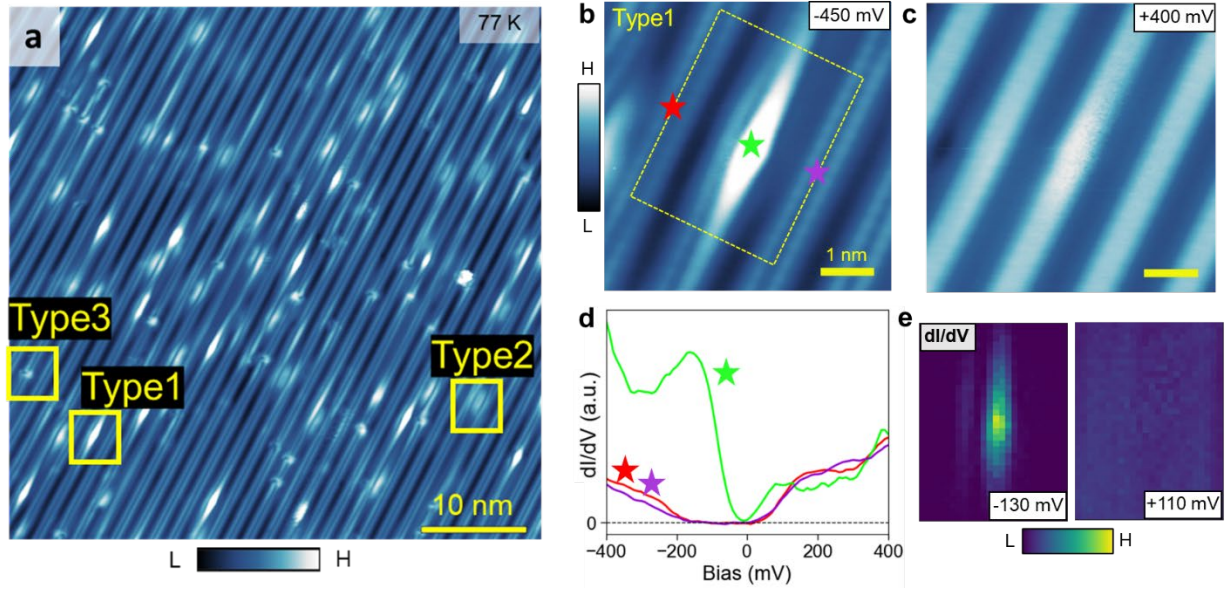 a
77 K
Type3
Type1
Type2
10 nm
L H
b
Type1
-450 mV
H
L
1 nm
c
+400 mV
d
dI/dV (a.u.)
0
−400 −200 0 200 400
Bias (mV)
e
dI/dV
-130 mV
+110 mV
L H